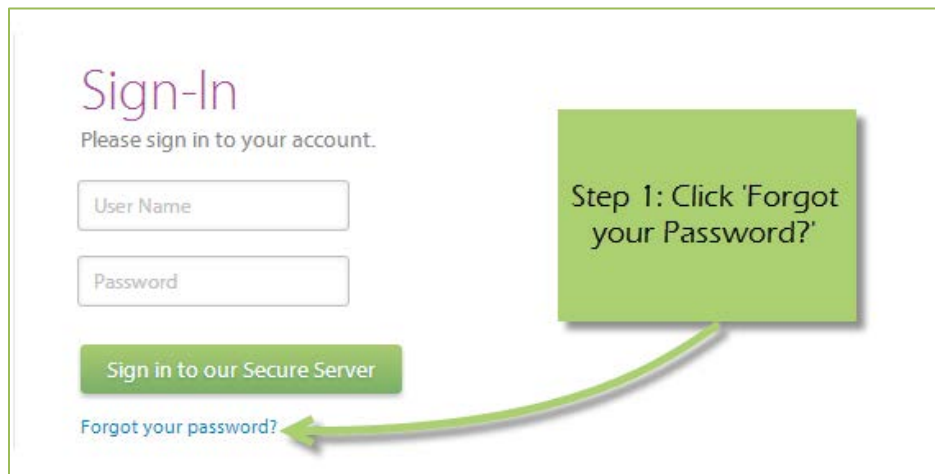 Sign-In
Please sign in to your account.
User Name
Password
Sign in to our Secure Server
Forgot your password?
Step 1: Click 'Forgot
your Password?'